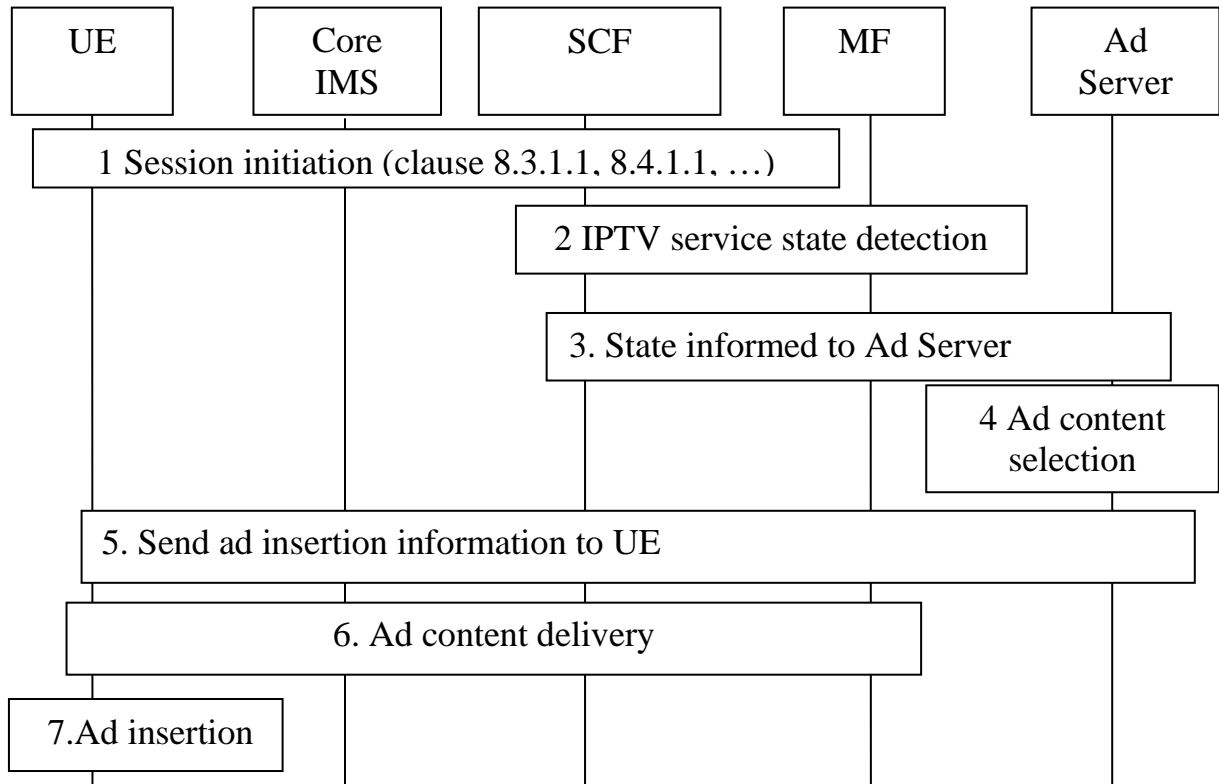 UE
Core
IMS
SCF
MF
Ad
Server
1 Session initiation (clause 8.3.1.1, 8.4.1.1, …)
2 IPTV service state detection
3. State informed to Ad Server
4 Ad content
selection
5. Send ad insertion information to UE
6. Ad content delivery
7.Ad insertion